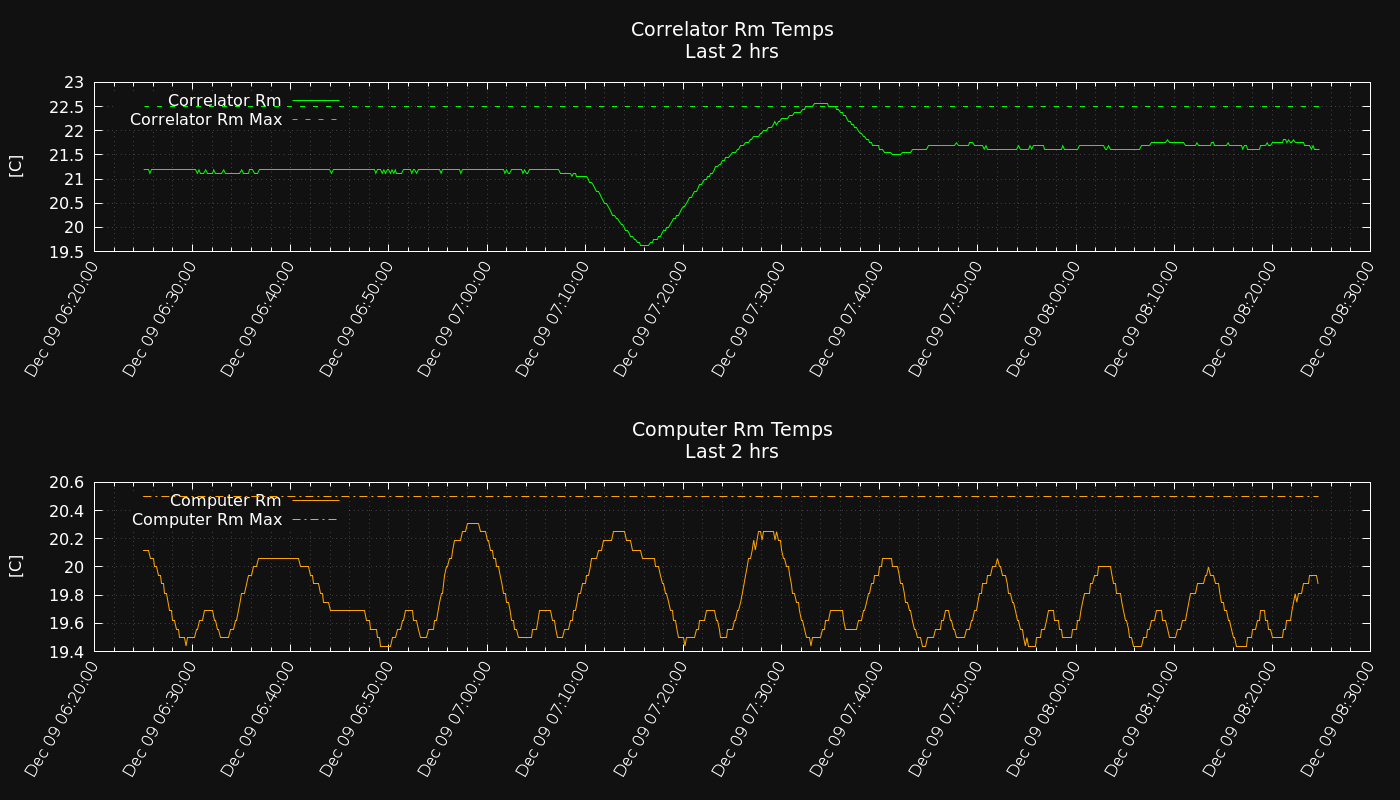 Correlator Rm Temps
Last 2 hrs
23
22.5
22
21.5
21
20.5
20
19.5
[C]
Correlator Rm
Correlator Rm Max
Dec 09 06:20:00
Dec 09 06:30:00
Dec 09 06:40:00
Dec 09 06:50:00
Dec 09 07:00:00
Dec 09 07:10:00
Dec 09 07:20:00
Dec 09 07:30:00
Dec 09 07:40:00
Dec 09 07:50:00
Dec 09 08:00:00
Dec 09 08:10:00
Dec 09 08:20:00
Dec 09 08:30:00
Computer Rm Temps
Last 2 hrs
20.6
20.4
20.2
20
19.8
19.6
19.4
[C]
Computer Rm
Computer Rm Max
Dec 09 06:20:00
Dec 09 06:30:00
Dec 09 06:40:00
Dec 09 06:50:00
Dec 09 07:00:00
Dec 09 07:10:00
Dec 09 07:20:00
Dec 09 07:30:00
Dec 09 07:40:00
Dec 09 07:50:00
Dec 09 08:00:00
Dec 09 08:10:00
Dec 09 08:20:00
Dec 09 08:30:00